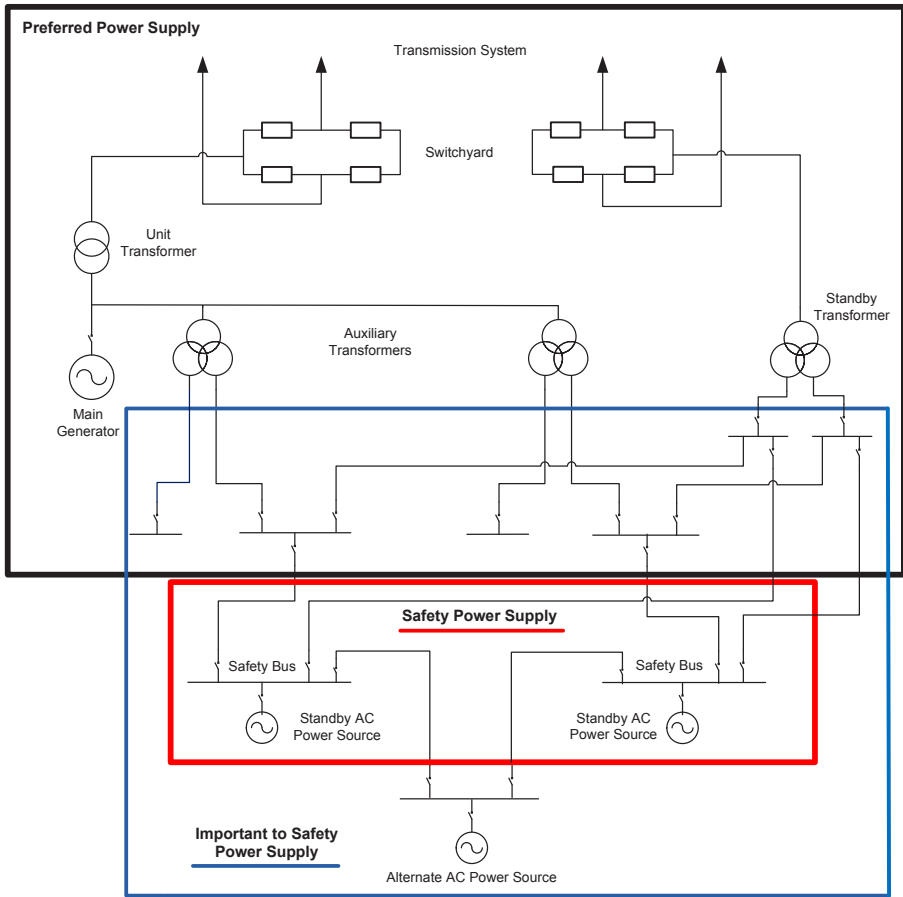 Preferred Power Supply
Transmission System
Switchyard
Unit
Transformer
Standby
Transformer
Auxiliary
Transformers
Main
Generator
Safety Power Supply
Safety Bus
Safety Bus
Standby AC
Power Source
Standby AC
Power Source
Important to Safety
Power Supply
Alternate AC Power Source